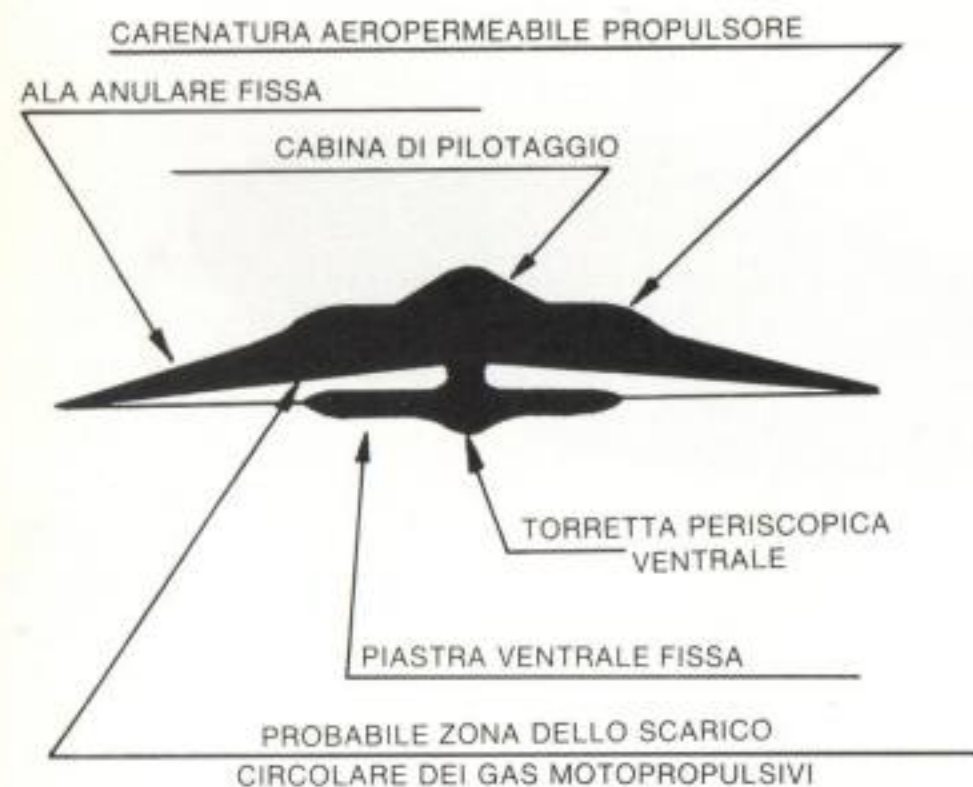 CARENATURA AEROPERMEABILE PROPULSORE
ALA ANULARE FISSA
CABINA DI PILOTAGGIO
TORRETTA PERISCOPICA
VENTRALE
PIASTRA VENTRALE FISSA
PROBABILE ZONA DELLO SCARICO
CIRCOLARE DEI GAS MOTOPROPULSIVI